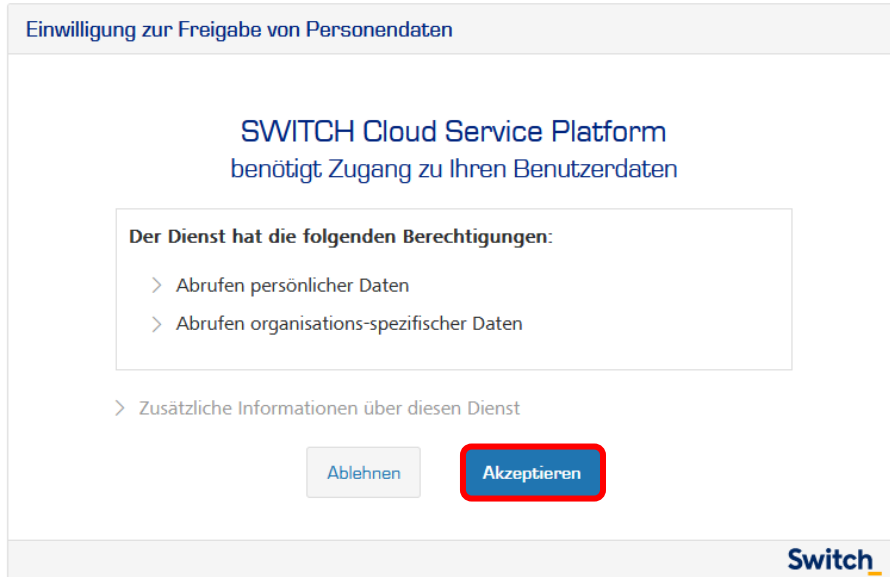 Einwilligung zur Freigabe von Personendaten
SWITCH Cloud Service Platform
benötigt Zugang zu Ihren Benutzerdaten
Der Dienst hat die folgenden Berechtigungen:
Abrufen persönlicher Daten
Abrufen organisations-spezifischer Daten
Zusätzliche Informationen über diesen Dienst
Ablehnen
Akzeptieren
Switch_